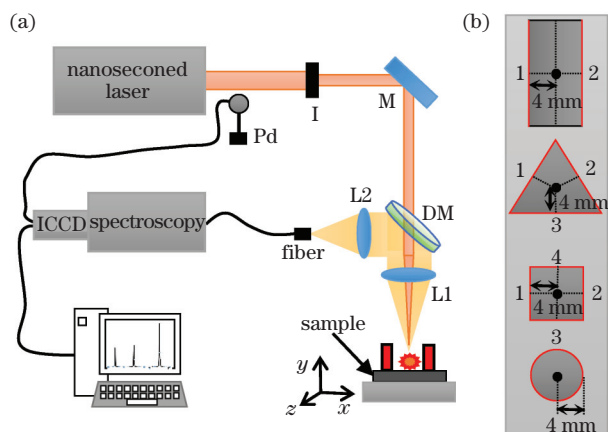 (a)
nanoseconed
laser
I
M
Pd
ICCD
spectroscopy
fiber
L2
DM
L1
sample
y
z
x
(b)
1
2
4 mm
1
2
4 mm
3
4
1
2
4 mm
3
4 mm